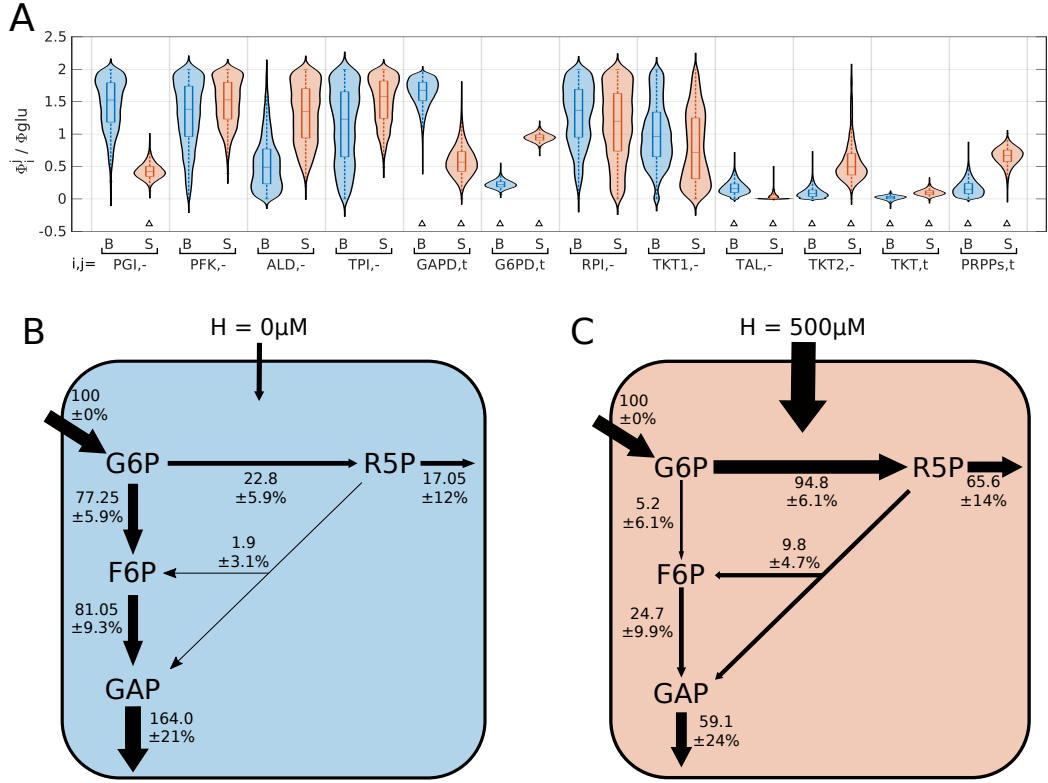 A
2.5
2
1.5
1
0.5
0
-0.5
Φ_i^j / Φglu
B S B S B S B S B S B S B S B S B S B S B S B S
i,j= PGI,- PFK,- ALD,- TPI,- GAPD,t G6PD,t RPI,- TKT1,- TAL,- TKT2,- TKT,t PRPPs,t
B
H = 0μM
100
±0%
G6P
R5P
22.8
±5.9%
17.05
±12%
77.25
±5.9%
1.9
±3.1%
F6P
81.05
±9.3%
GAP
164.0
±21%
C
H = 500μM
100
±0%
G6P
R5P
94.8
±6.1%
65.6
±14%
5.2
±6.1%
9.8
±4.7%
F6P
24.7
±9.9%
GAP
59.1
±24%